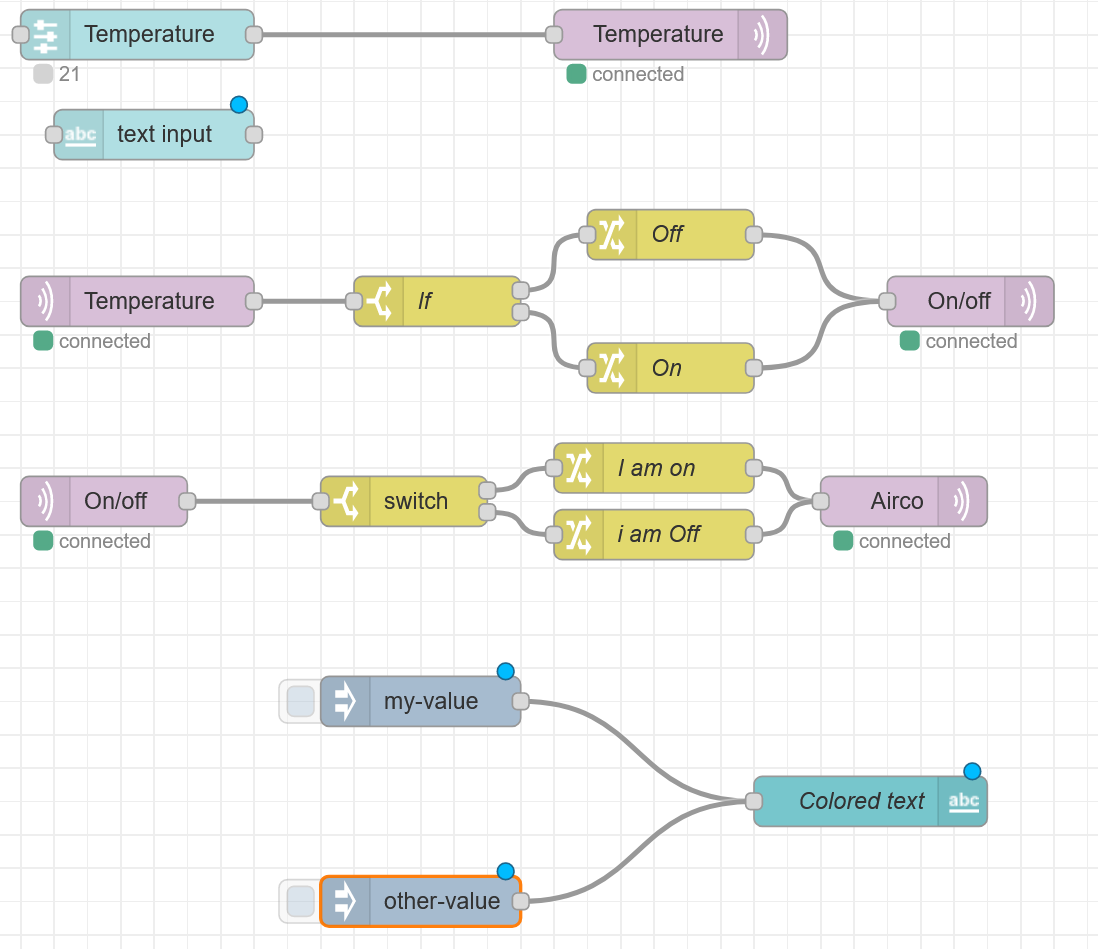 Temperature
Temperature
21
connected
abc
text input
Off
Temperature
If
On/off
connected
connected
On
I am on
On/off
switch
Airco
i am Off
connected
connected
my-value
Colored text
abc
other-value